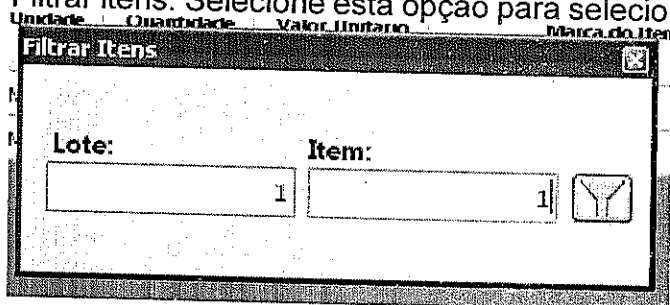 Filtrar Itens: Selecione esta opção para selecio
Unidade Quantidade Valor Unitario Marca do Item
Filtrar Itens
Lote: Item:
1 1